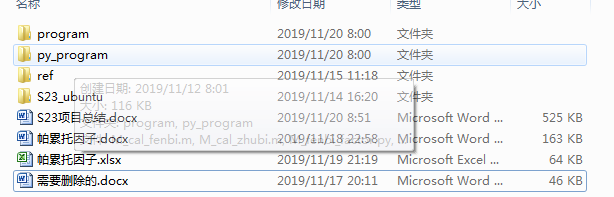 名称 修改日期 类型 大小
program 2019/11/20 8:00 文件夹
py_program 2019/11/20 8:00 文件夹
ref 2019/11/15 11:18 文件夹
S23_ubuntu 2019/11/14 16:20 文件夹
创建日期: 2019/11/12 8:01
大小: 116 KB
S23项目总结.docx 2019/11/20 8:51 Microsoft Word ... 525 KB
文件夹: program, py_program
帕累托因子.docx 2019/11/18 22:58 Microsoft Word ... 163 KB
帕累托因子.xlsx 2019/11/19 21:19 Microsoft Excel ... 64 KB
需要删除的.docx 2019/11/17 20:11 Microsoft Word ... 46 KB